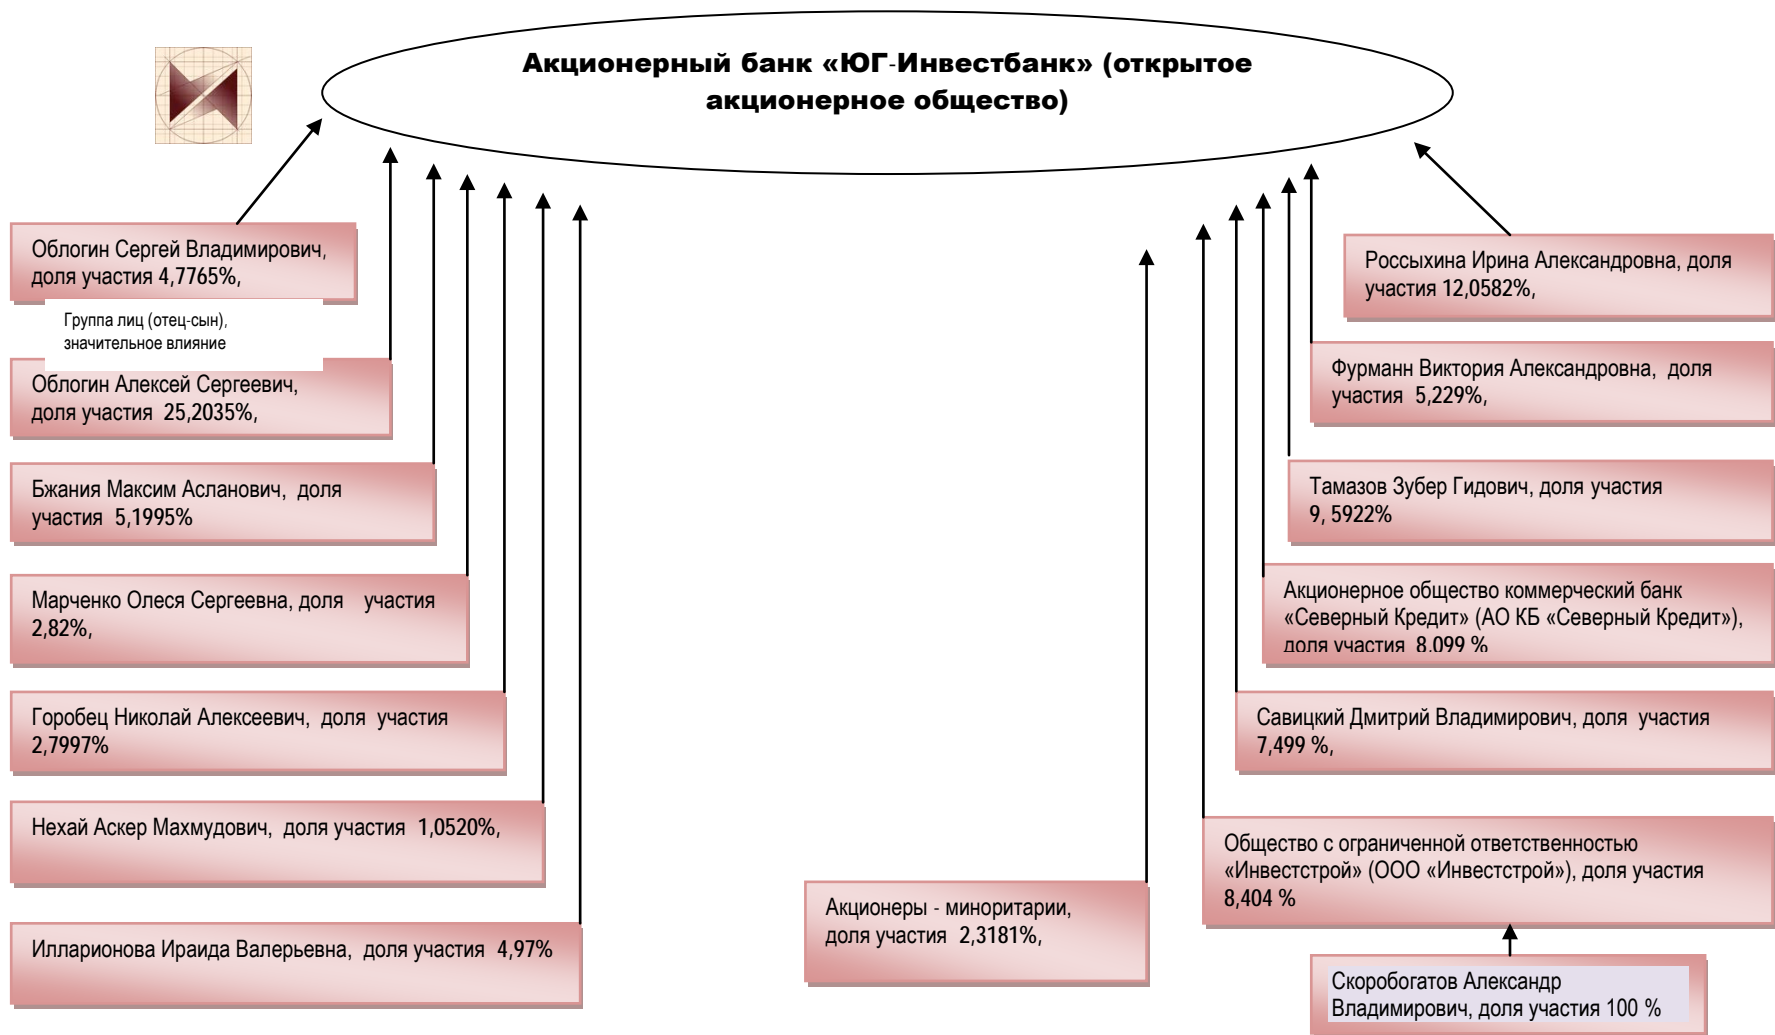 Акционерный банк «ЮГ-Инвестбанк» (открытое
акционерное общество)
Облогин Сергей Владимирович,
доля участия 4,7765%,
Группа лиц (отец-сын),
значительное влияние
Облогин Алексей Сергеевич,
доля участия 25,2035%,
Бжания Максим Асланович, доля
участия 5,1995%
Марченко Олеся Сергеевна, доля участия
2,82%,
Горобец Николай Алексеевич, доля участия
2,7997%
Нехай Аскер Махмудович, доля участия 1,0520%,
Илларионова Ираида Валерьевна, доля участия 4,97%
Акционеры - миноритарии,
доля участия 2,3181%,
Россыхина Ирина Александровна, доля
участия 12,0582%,
Фурманн Виктория Александровна, доля
участия 5,229%,
Тамазов Зубер Гидович, доля участия
9, 5922%
Акционерное общество коммерческий банк
«Северный Кредит» (АО КБ «Северный Кредит»),
доля участия 8,099 %
Савицкий Дмитрий Владимирович, доля участия
7,499 %,
Общество с ограниченной ответственностью
«Инвестстрой» (ООО «Инвестстрой»), доля участия
8,404 %
Скоробогатов Александр
Владимирович, доля участия 100 %